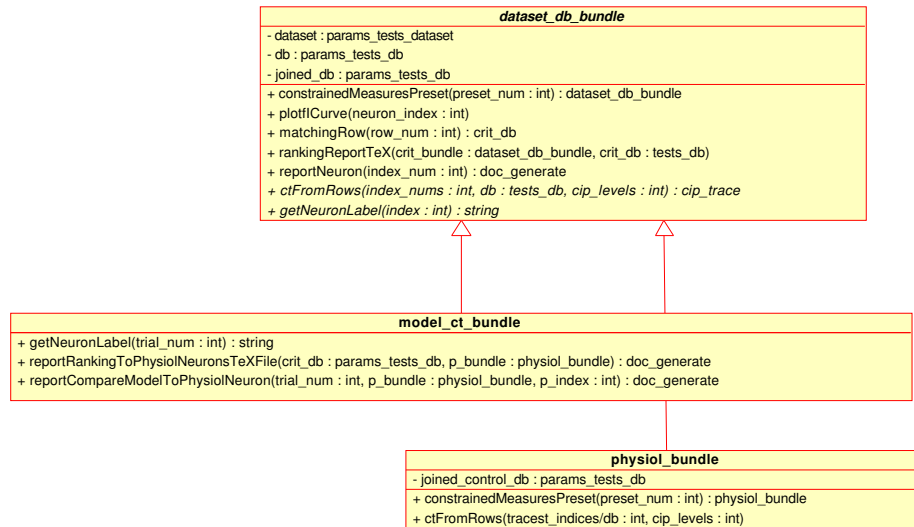 dataset_db_bundle
- dataset : params_tests_dataset
- db : params_tests_db
- joined_db : params_tests_db
+ constrainedMeasuresPreset(preset_num : int) : dataset_db_bundle
+ plotfICurve(neuron_index : int)
+ matchingRow(row_num : int) : crit_db
+ rankingReportTeX(crit_bundle : dataset_db_bundle, crit_db : tests_db)
+ reportNeuron(index_num : int) : doc_generate
+ ctFromRows(index_nums : int, db : tests_db, cip_levels : int) : cip_trace
+ getNeuronLabel(index : int) : string
model_ct_bundle
+ getNeuronLabel(trial_num : int) : string
+ reportRankingToPhysiolNeuronsTeXFile(crit_db : params_tests_db, p_bundle : physiol_bundle) : doc_generate
+ reportCompareModelToPhysiolNeuron(trial_num : int, p_bundle : physiol_bundle, p_index : int) : doc_generate
physiol_bundle
- joined_control_db : params_tests_db
+ constrainedMeasuresPreset(preset_num : int) : physiol_bundle
+ ctFromRows(tracest_indices/db : int, cip_levels : int)